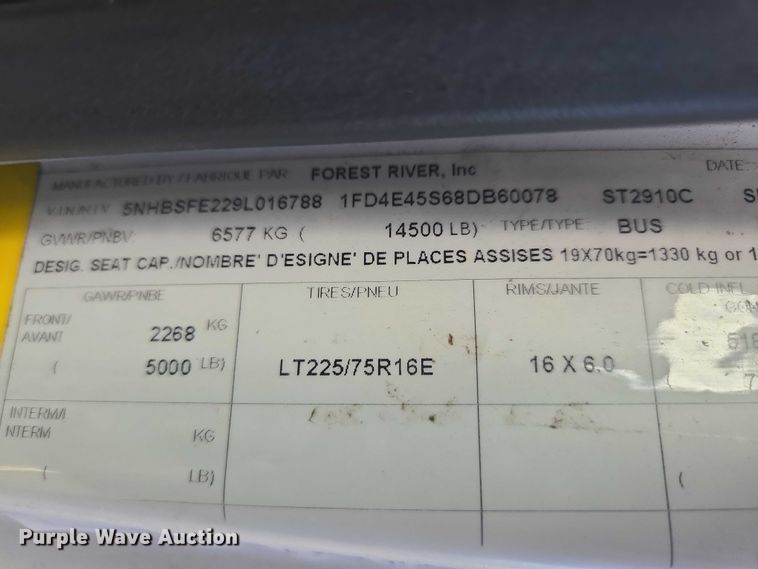 MANUFACTURED BY / FABRIQUE PAR FOREST RIVER, Inc DATE:
V.I.N./N.I.V. 5NHBSFE229L016788 1FD4E45S68DB60078 ST2910C
GVWR/PNBV: 6577 KG ( 14500 LB) TYPE/TYPE: BUS
DESIG. SEAT CAP./NOMBRE' D'ESIGNE' DE PLACES ASSISES 19X70kg=1330 kg or 1
GAWR/PNBE TIRES/PNEU RIMS/JANTE COLD INFL
FRONT/
AVANT 2268 KG
( 5000 LB) LT225/75R16E 16 X 6.0
INTERM/I
NTERM KG
( LB) (
Purple Wave Auction